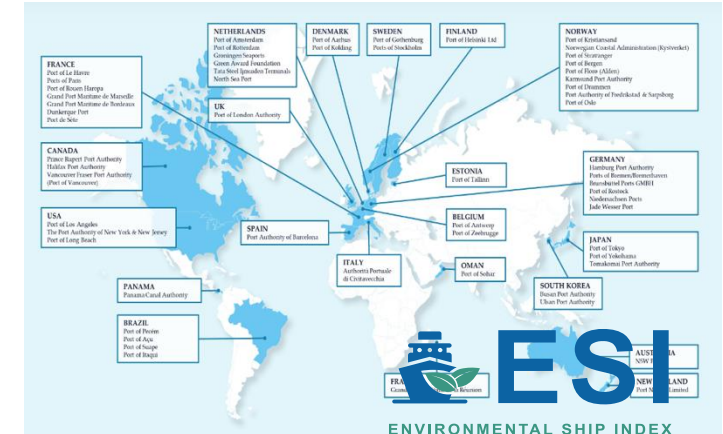 NETHERLANDS
Port of Amsterdam
Port of Rotterdam
Groningen Seaports
Green Award Foundation
Tata Steel Ijmuiden Terminals
North Sea Port
DENMARK
Port of Aarhus
Port of Kolding
SWEDEN
Port of Gothenburg
Ports of Stockholm
FINLAND
Port of Helsinki Ltd
NORWAY
Port of Kristiansand
Norwegian Coastal Administration (Kystverket)
Port of Stavanger
Port of Bergen
Port of Floro (Alden)
Karmsund Port Authority
Port of Drammen
Port Authority of Fredrikstad & Sarpsborg
Port of Oslo
FRANCE
Port of Le Havre
Ports of Paris
Port of Rouen Haropa
Grand Port Maritime de Marseille
Grand Port Maritime de Bordeaux
Dunkerque Port
Port de Sète
UK
Port of London Authority
CANADA
Prince Rupert Port Authority
Halifax Port Authority
Vancouver Fraser Port Authority
(Port of Vancouver)
ESTONIA
Port of Tallinn
GERMANY
Hamburg Port Authority
Ports of Bremen/Bremerhaven
Brunsbüttel Ports GMBH
Port of Rostock
Niedersachsen Ports
Jade Weser Port
USA
Port of Los Angeles
The Port Authority of New York & New Jersey
Port of Long Beach
SPAIN
Port Authority of Barcelona
BELGIUM
Port of Antwerp
Port of Zeebrugge
ITALY
Authorità Portuale
di Civitavecchia
OMAN
Port of Sohar
JAPAN
Port of Tokyo
Port of Yokohama
Tomakomai Port Authority
SOUTH KOREA
Busan Port Authority
Ulsan Port Authority
PANAMA
Panama Canal Authority
BRAZIL
Port of Pecém
Port of Açu
Port of Suape
Port of Itaqui
AUS
NSW
NEW
Port
Limited
FRA
Reunion
ESI
ENVIRONMENTAL SHIP INDEX